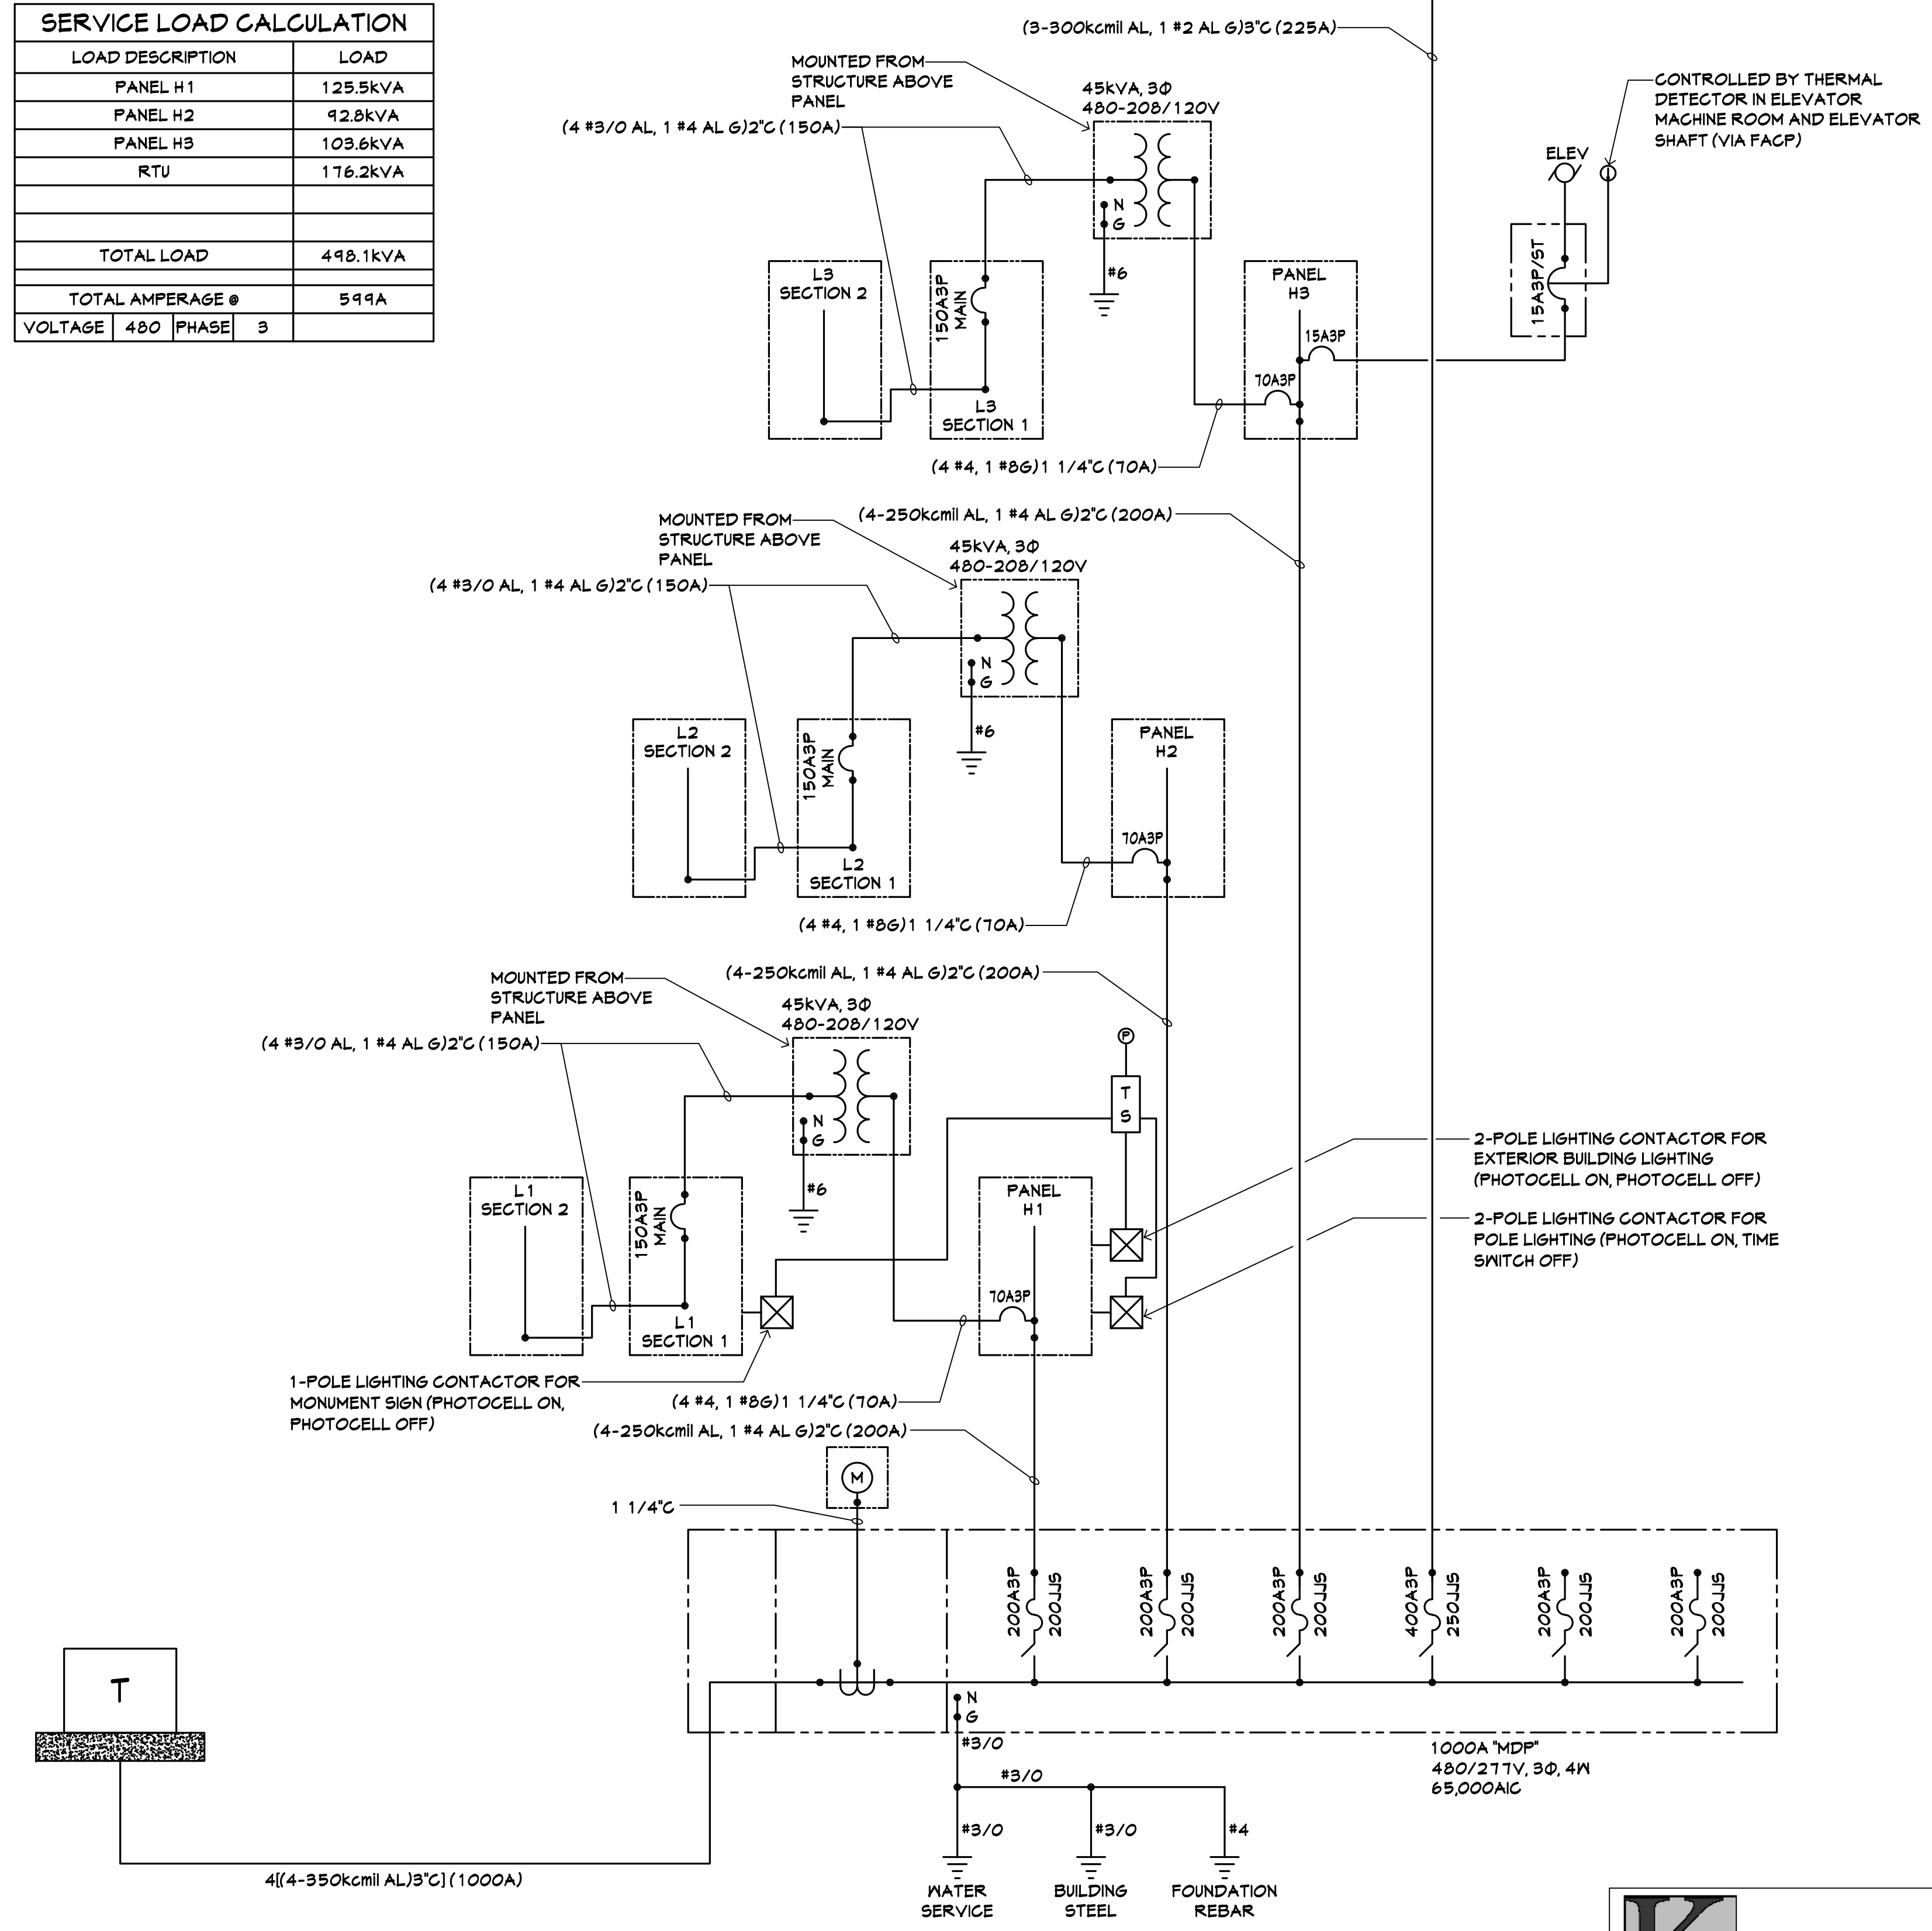 SERVICE LOAD CALCULATION
LOAD DESCRIPTION LOAD
PANEL H1 125.5kVA
PANEL H2 92.8kVA
PANEL H3 103.6kVA
RTU 176.2kVA
TOTAL LOAD 498.1kVA
TOTAL AMPERAGE @ 599A
VOLTAGE 480 PHASE 3
(3-300kcmil AL, 1 #2 AL G)3"C (225A)
MOUNTED FROM
STRUCTURE ABOVE
PANEL
45kVA, 3Φ
480-208/120V
(4 #3/0 AL, 1 #4 AL G)2"C (150A)
CONTROLLED BY THERMAL
DETECTOR IN ELEVATOR
MACHINE ROOM AND ELEVATOR
SHAFT (VIA FACP)
ELEV
15A3P/ST
N
G
#6
L3
SECTION 2
150A3P
MAIN
L3
SECTION 1
PANEL
H3
15A3P
70A3P
(4 #4, 1 #8G)1 1/4"C (70A)
(4-250kcmil AL, 1 #4 AL G)2"C (200A)
MOUNTED FROM
STRUCTURE ABOVE
PANEL
45kVA, 3Φ
480-208/120V
(4 #3/0 AL, 1 #4 AL G)2"C (150A)
N
G
#6
L2
SECTION 2
150A3P
MAIN
L2
SECTION 1
PANEL
H2
70A3P
(4 #4, 1 #8G)1 1/4"C (70A)
(4-250kcmil AL, 1 #4 AL G)2"C (200A)
MOUNTED FROM
STRUCTURE ABOVE
PANEL
45kVA, 3Φ
480-208/120V
(4 #3/0 AL, 1 #4 AL G)2"C (150A)
P
T
S
N
G
#6
L1
SECTION 2
150A3P
MAIN
L1
SECTION 1
PANEL
H1
70A3P
2-POLE LIGHTING CONTACTOR FOR
EXTERIOR BUILDING LIGHTING
(PHOTOCELL ON, PHOTOCELL OFF)
2-POLE LIGHTING CONTACTOR FOR
POLE LIGHTING (PHOTOCELL ON, TIME
SWITCH OFF)
1-POLE LIGHTING CONTACTOR FOR
MONUMENT SIGN (PHOTOCELL ON,
PHOTOCELL OFF)
(4 #4, 1 #8G)1 1/4"C (70A)
(4-250kcmil AL, 1 #4 AL G)2"C (200A)
M
1 1/4"C
200A3P
200JJS
200A3P
200JJS
200A3P
200JJS
400A3P
250JJS
200A3P
200JJS
200A3P
200JJS
T
N
G
#3/0
#3/0
#3/0
#3/0
#4
1000A "MDP"
480/277V, 3Φ, 4W
65,000AIC
4[(4-350kcmil AL)3"C] (1000A)
WATER
SERVICE
BUILDING
STEEL
FOUNDATION
REBAR